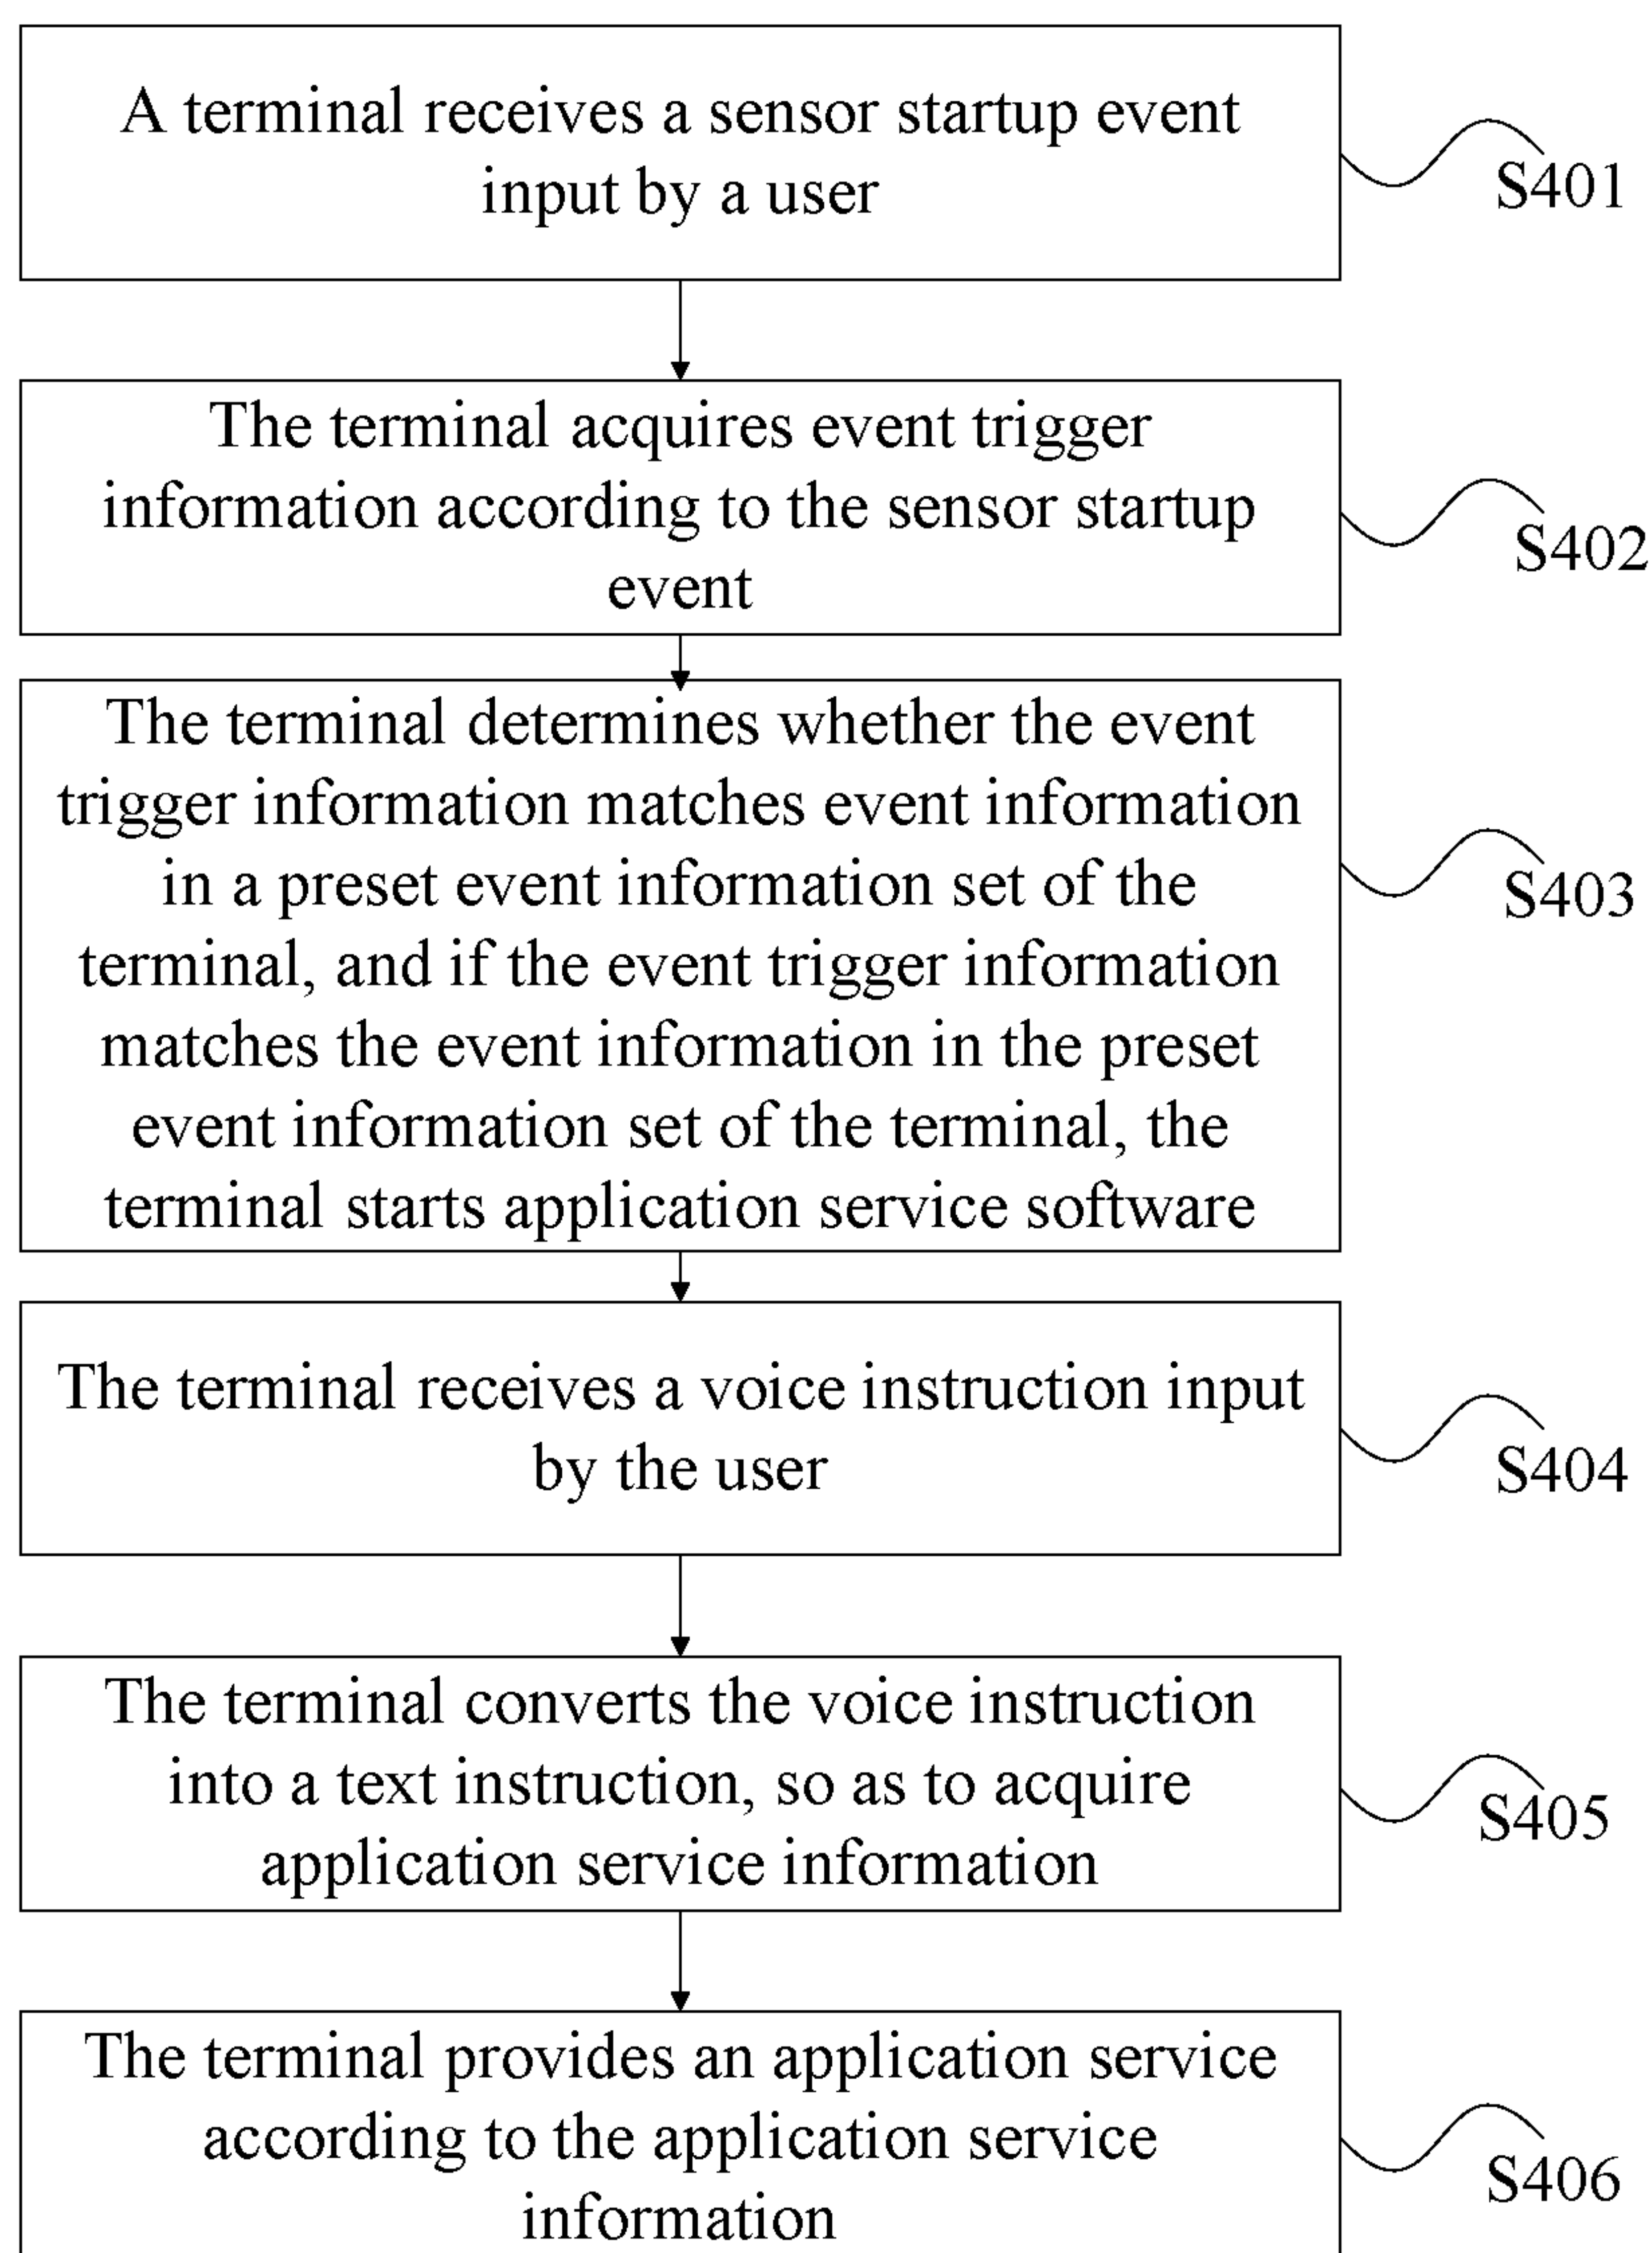 A terminal receives a sensor startup event
input by a user
S401
The terminal acquires event trigger
information according to the sensor startup
event
S402
The terminal determines whether the event
trigger information matches event information
in a preset event information set of the
terminal, and if the event trigger information
matches the event information in the preset
event information set of the terminal, the
terminal starts application service software
S403
The terminal receives a voice instruction input
by the user
S404
The terminal converts the voice instruction
into a text instruction, so as to acquire
application service information
S405
The terminal provides an application service
according to the application service
information
S406